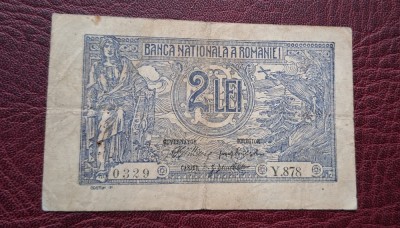 BANCA NATIONALA A ROMANIEI
2 LEI
GUVERNATOR DIRECTOR
CASIER
0329 Y.878